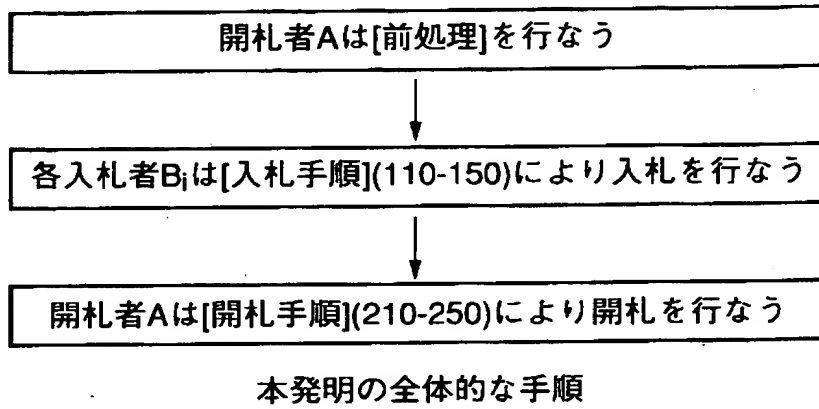 開札者Aは[前処理]を行なう
各入札者Biは[入札手順](110-150)により入札を行なう
開札者Aは[開札手順](210-250)により開札を行なう
本発明の全体的な手順